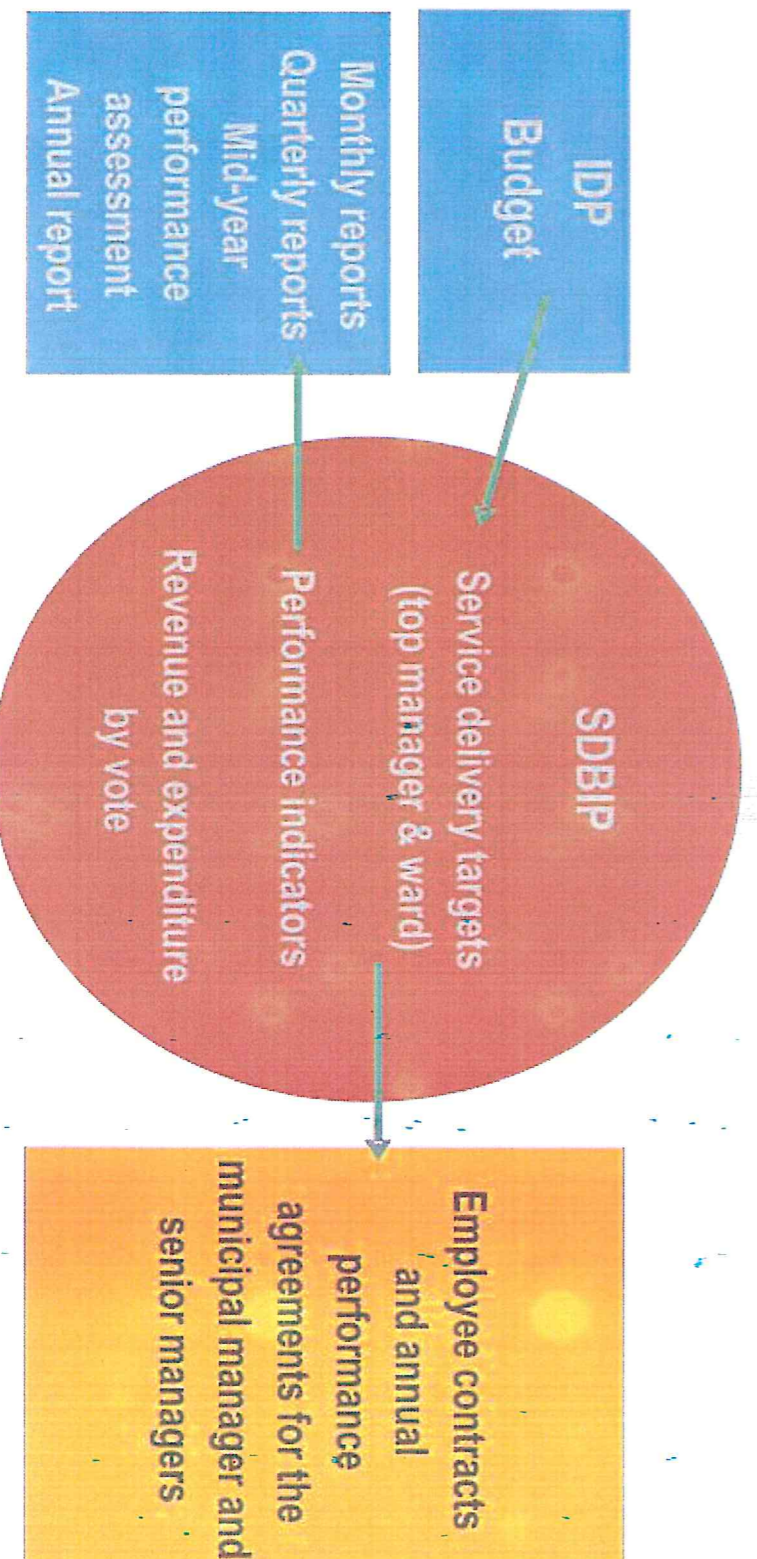 IDP
Budget
Monthly reports
Quarterly reports
Mid-year
performance
assessment
Annual report
SDBIP
Service delivery targets
(top manager & ward)
Performance indicators
Revenue and expenditure
by vote
Employee contracts
and annual
performance
agreements for the
municipal manager and
senior managers